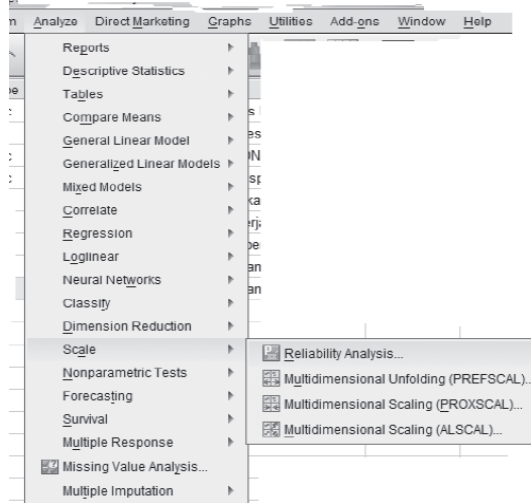 m Analyze Direct Marketing Graphs Utilities Add-ons Window Help
Reports
Descriptive Statistics
Tables
Compare Means
General Linear Model
Generalized Linear Models
Mixed Models
Correlate
Regression
Loglinear
Neural Networks
Classify
Dimension Reduction
Scale
Reliability Analysis...
Multidimensional Unfolding (PREFSCAL)...
Multidimensional Scaling (PROXSCAL)...
Multidimensional Scaling (ALSCAL)...
Nonparametric Tests
Forecasting
Survival
Multiple Response
Missing Value Analysis...
Multiple Imputation